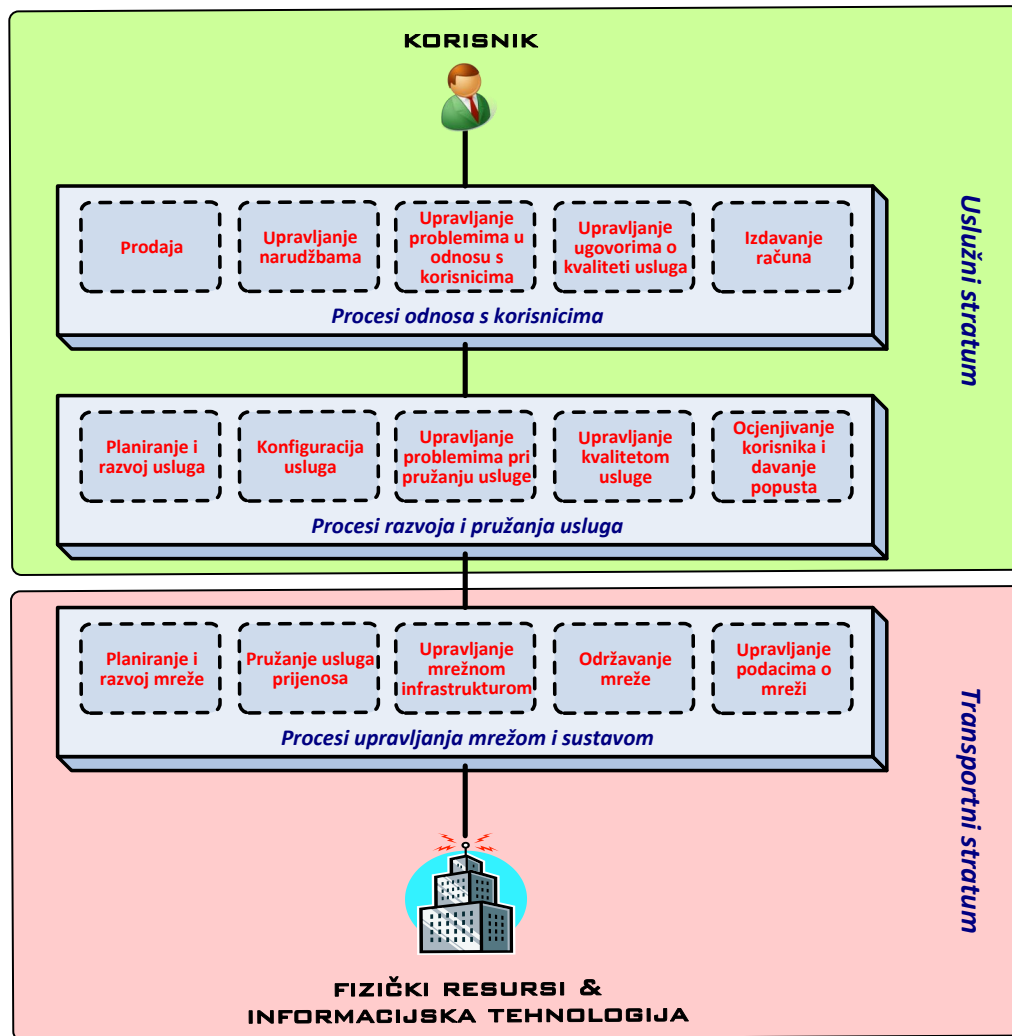 KORISNIK
Prodaja
Upravljanje
narudžbama
Upravljanje
problemima u
odnosu s
korisnicima
Upravljanje
ugovorima o
kvaliteti usluga
Izdavanje
računa
Procesi odnosa s korisnicima
Uslužni stratum
Planiranje i
razvoj usluga
Konfiguracija
usluga
Upravljanje
problemima pri
pružanju usluge
Upravljanje
kvalitetom
usluge
Ocjenjivanje
korisnika i
davanje
popusta
Procesi razvoja i pružanja usluga
Planiranje i
razvoj mreže
Pružanje usluga
prijenosa
Upravljanje
mrežnom
infrastrukturom
Održavanje
mreže
Upravljanje
podacima o
mreži
Procesi upravljanja mrežom i sustavom
Transportni stratum
FIZIČKI RESURSI &
INFORMACIJSKA TEHNOLOGIJA